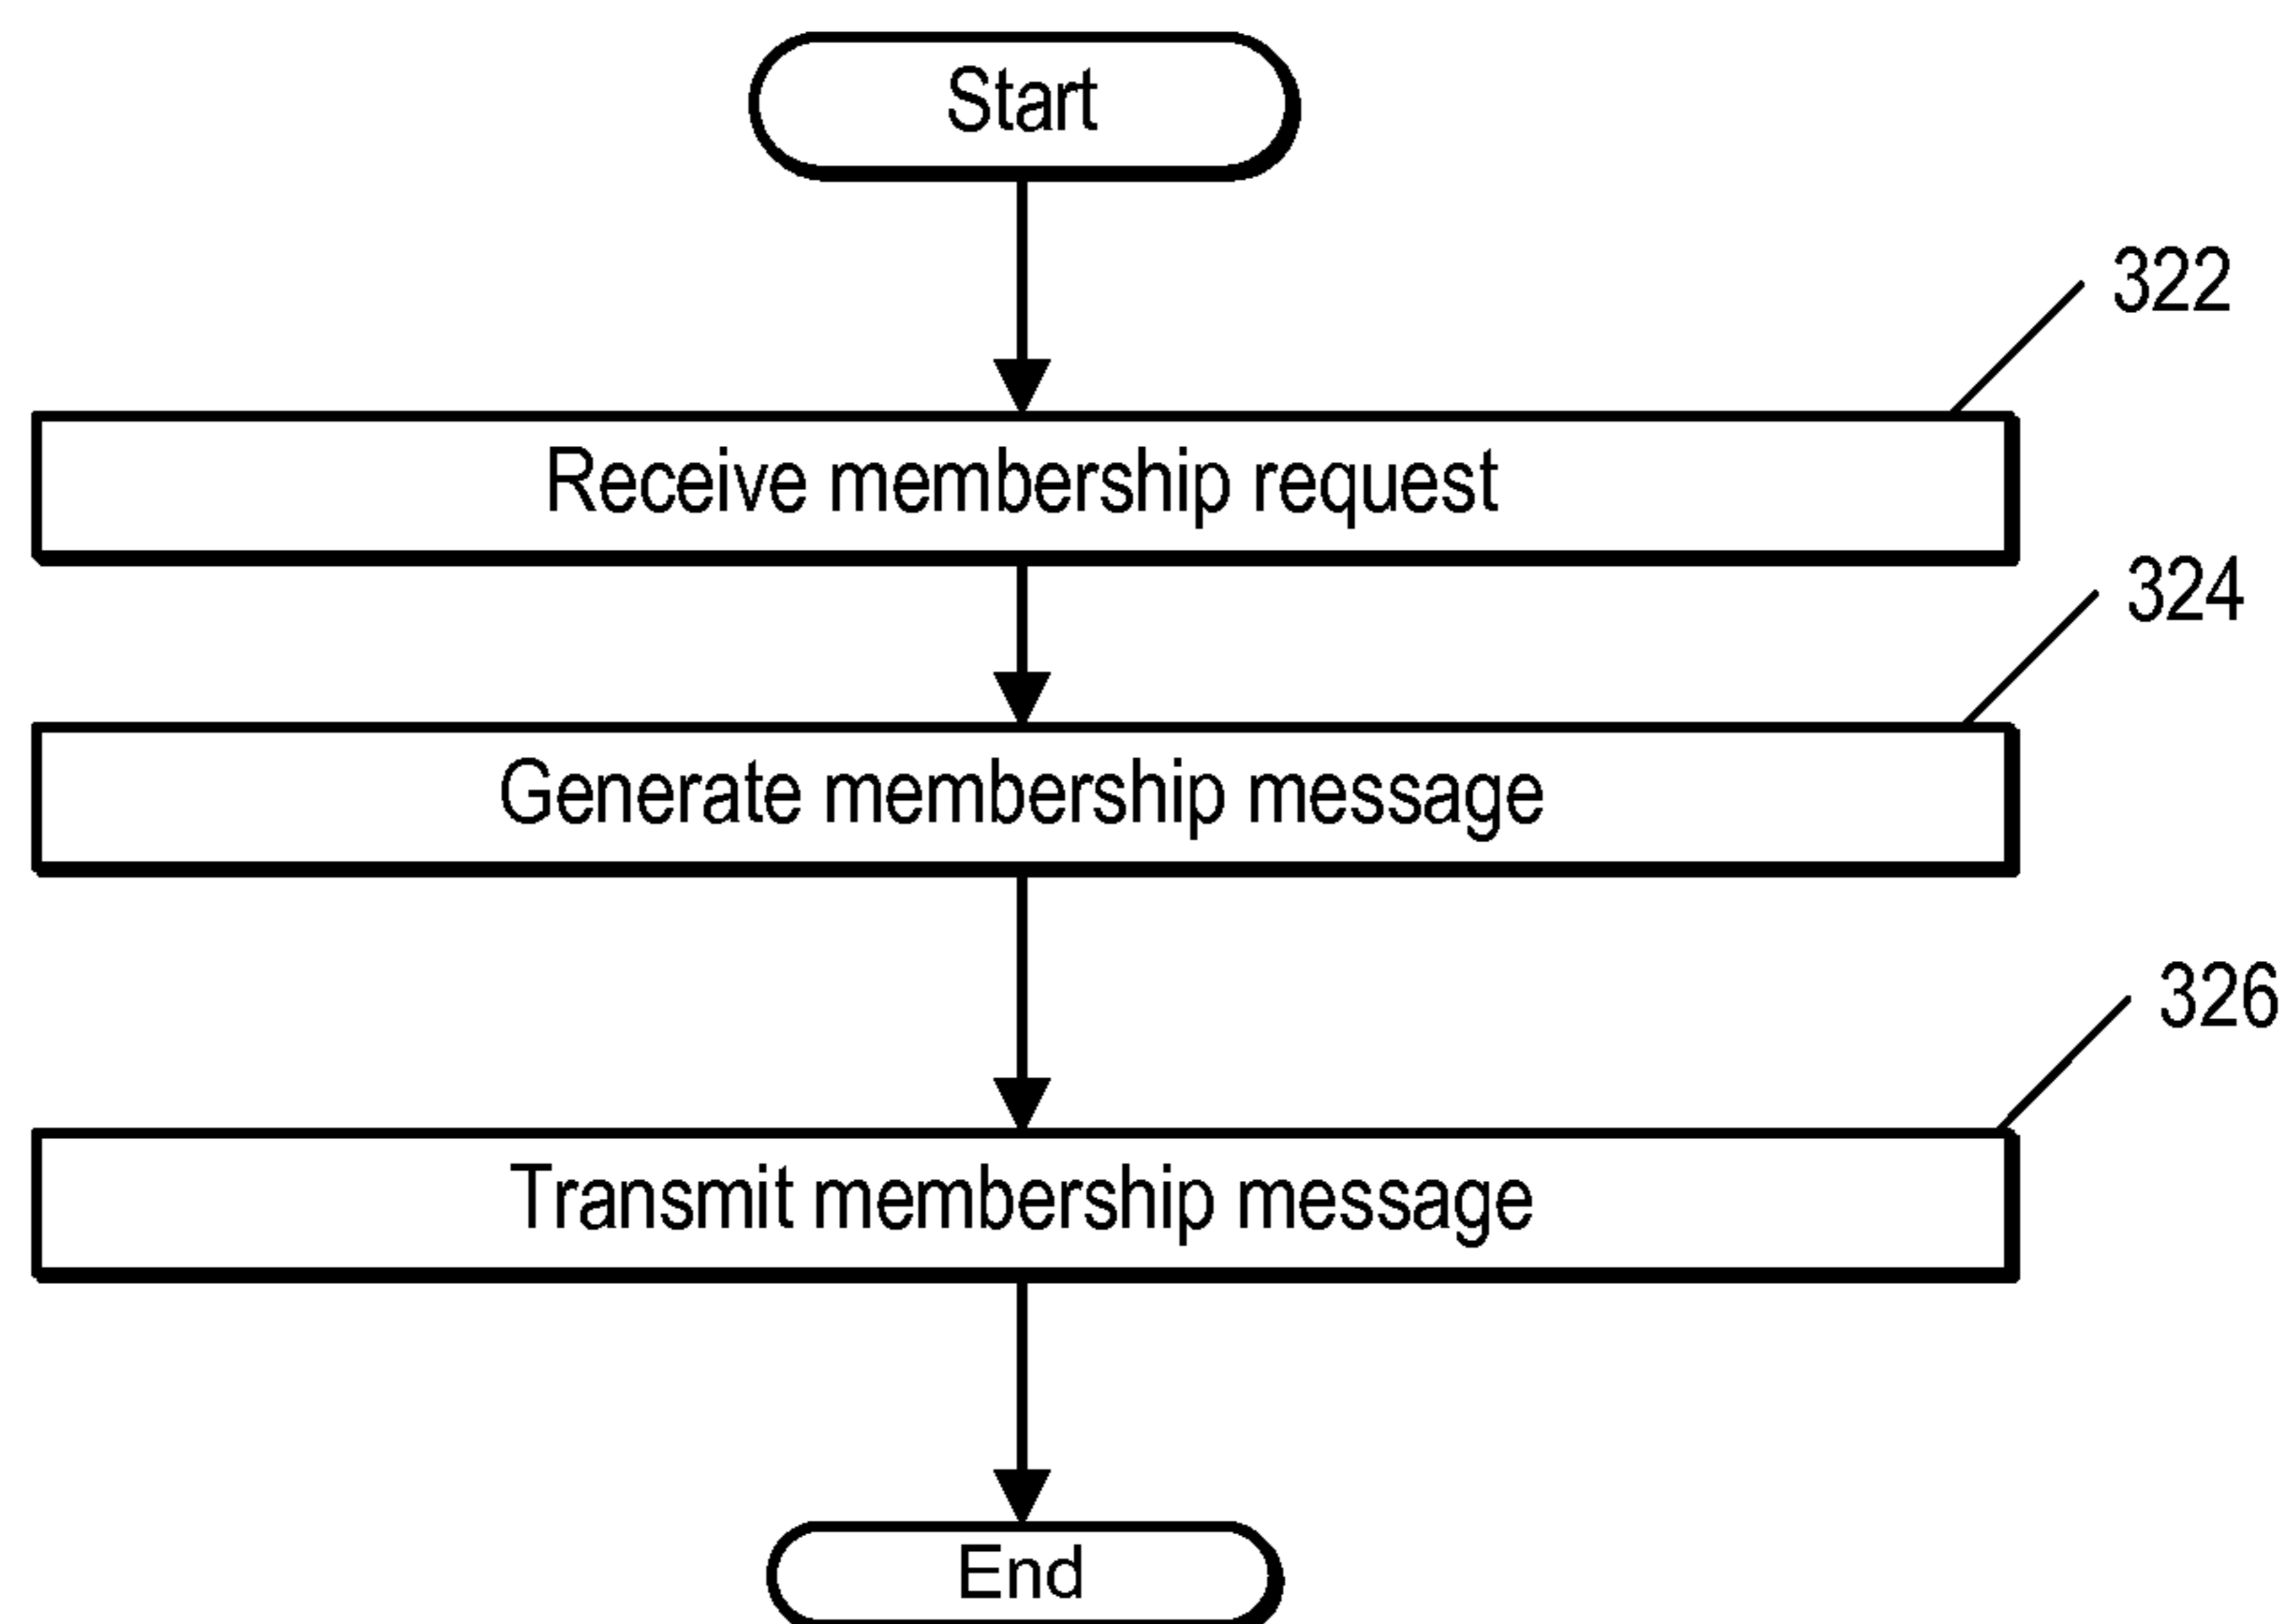 Start
322
Receive membership request
324
Generate membership message
326
Transmit membership message
End